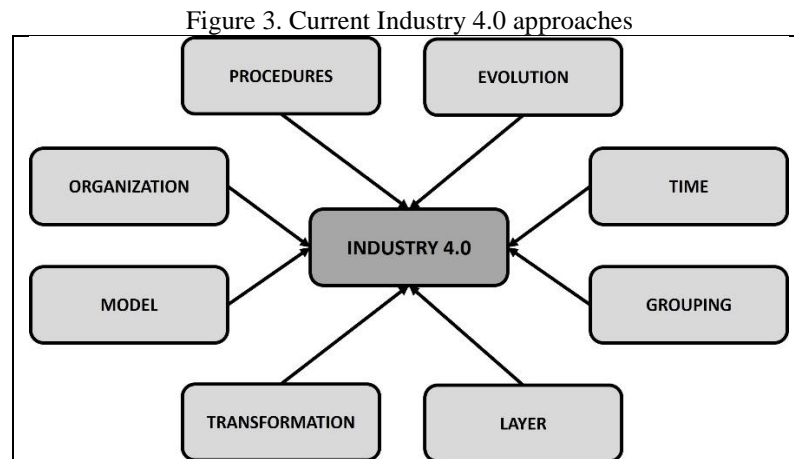 Figure 3. Current Industry 4.0 approaches
PROCEDURES
EVOLUTION
ORGANIZATION
TIME
INDUSTRY 4.0
MODEL
GROUPING
TRANSFORMATION
LAYER